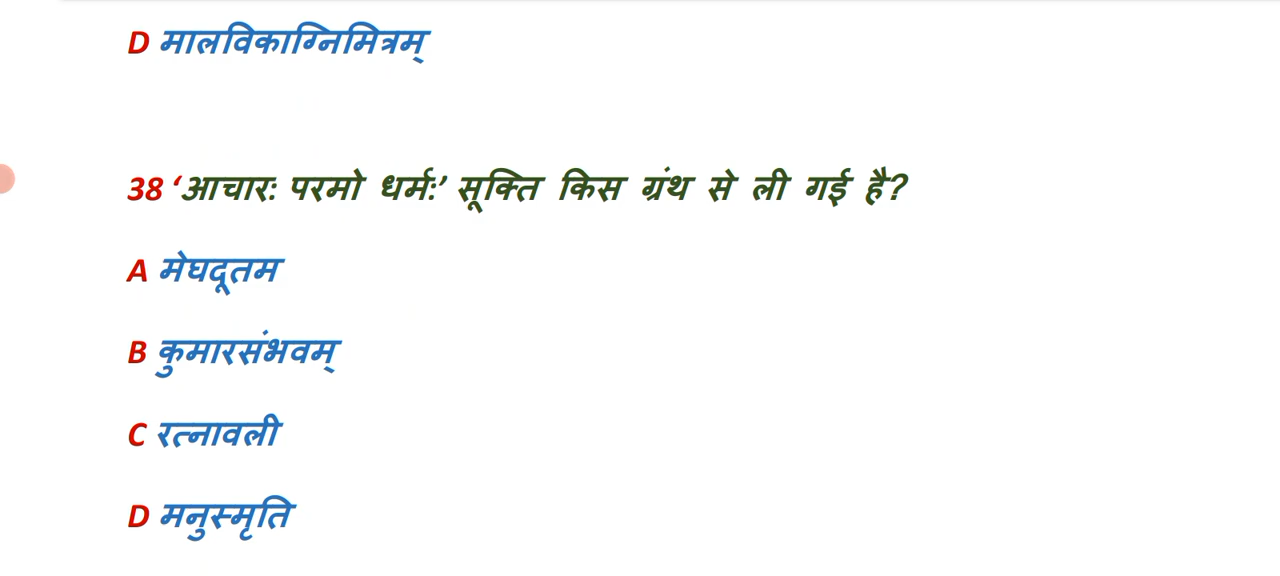 D मालविकाग्निमित्रम्
38 ‘आचार: परमो धर्म:’ सूक्ति किस ग्रंथ से ली गई है?
A मेघदूतम
B कुमारसंभवम्
C रत्नावली
D मनुस्मृति